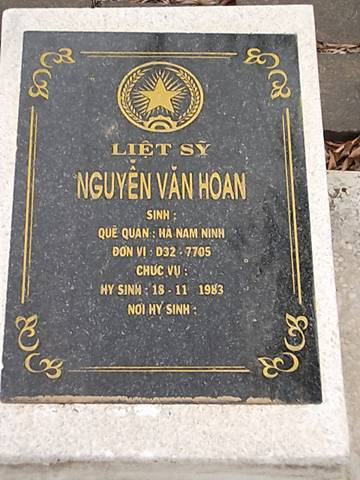 LIỆT SỸ
NGUYỄN VĂN HOAN
SINH :
QUÊ QUÁN : HÀ NAM NINH
ĐƠN VỊ : D32 - 7705
CHỨC VỤ :
HY SINH : 18 - 11 1983
NƠI HY SINH :